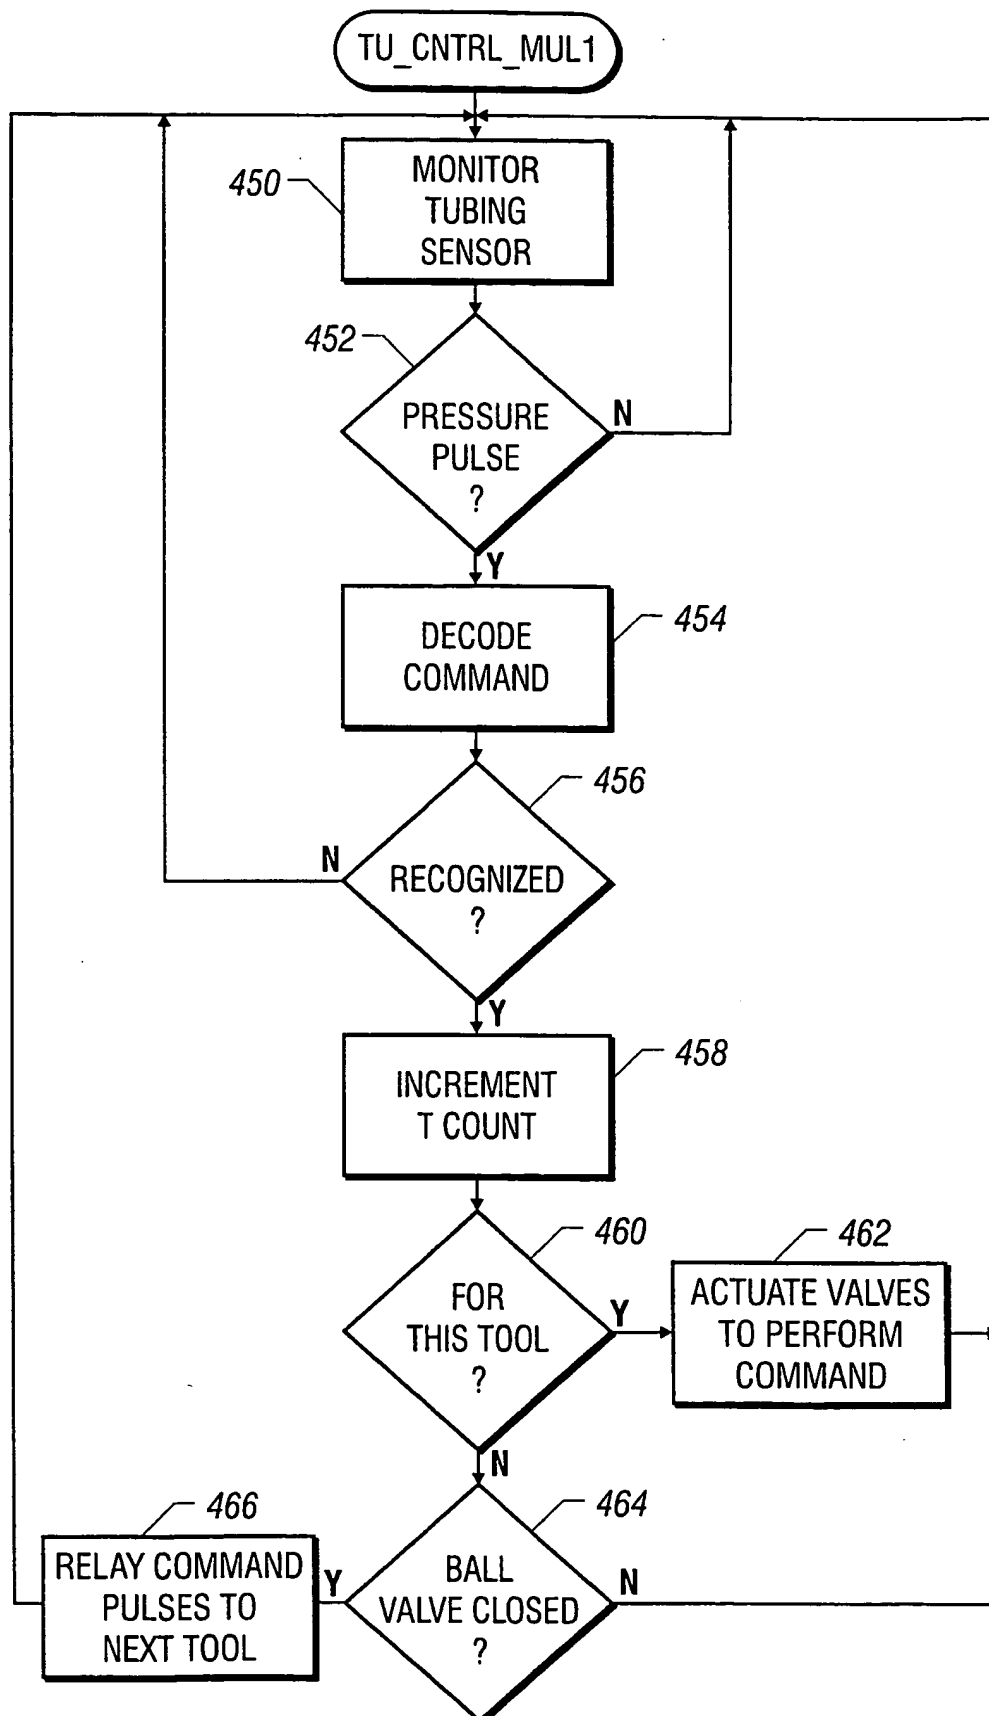 TU_CNTRL_MUL1
450
MONITOR
TUBING
SENSOR
452
PRESSURE
PULSE
?
N
Y
454
DECODE
COMMAND
456
N
RECOGNIZED
?
Y
458
INCREMENT
T COUNT
460
FOR
THIS TOOL
?
Y
462
ACTUATE VALVES
TO PERFORM
COMMAND
N
464
466
RELAY COMMAND
PULSES TO
NEXT TOOL
Y
BALL
VALVE CLOSED
?
N